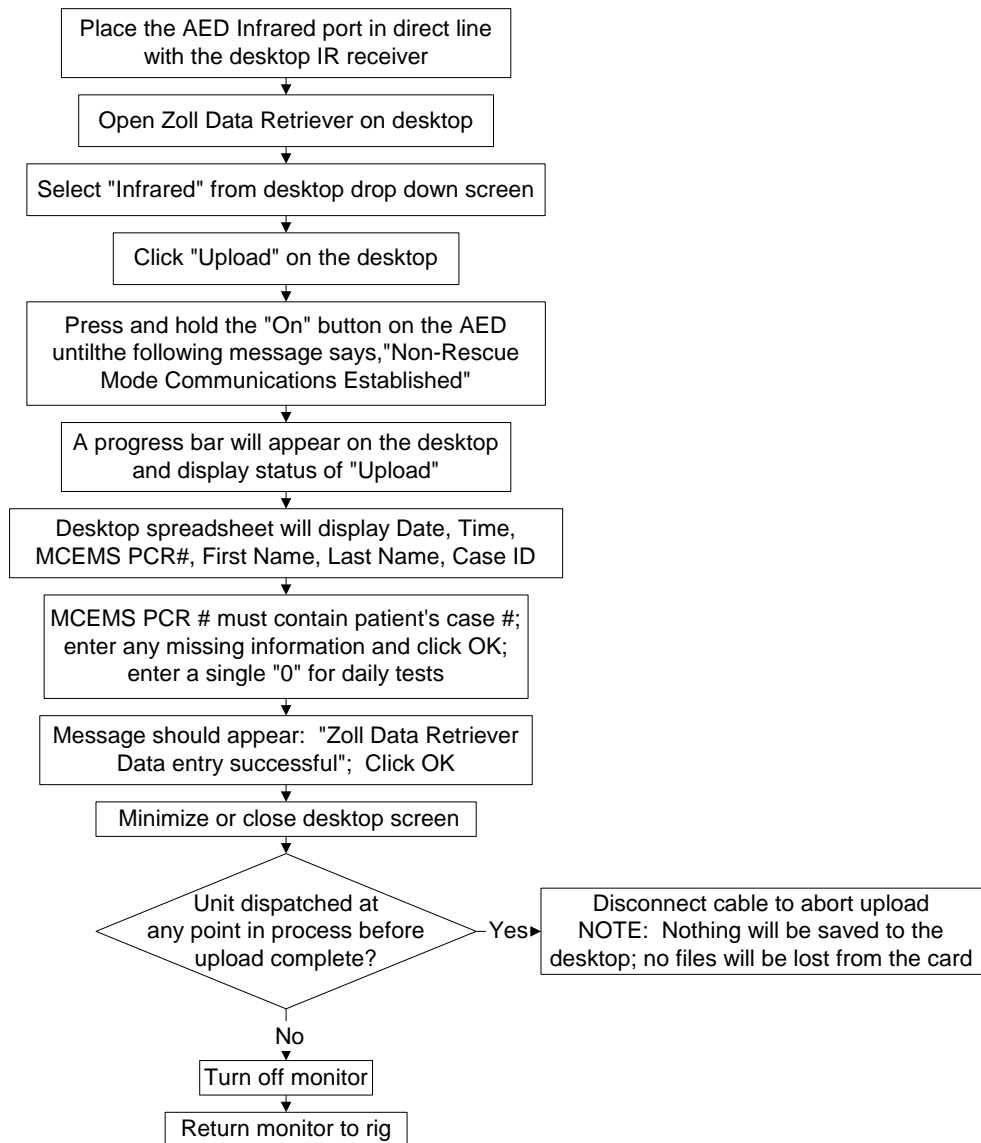 Place the AED Infrared port in direct line
with the desktop IR receiver
Open Zoll Data Retriever on desktop
Select "Infrared" from desktop drop down screen
Click "Upload" on the desktop
Press and hold the "On" button on the AED
untilthe following message says,"Non-Rescue
Mode Communications Established"
A progress bar will appear on the desktop
and display status of "Upload"
Desktop spreadsheet will display Date, Time,
MCEMS PCR#, First Name, Last Name, Case ID
MCEMS PCR # must contain patient's case #;
enter any missing information and click OK;
enter a single "0" for daily tests
Message should appear:  "Zoll Data Retriever
Data entry successful";  Click OK
Minimize or close desktop screen
Unit dispatched at
any point in process before
upload complete?
Yes
Disconnect cable to abort upload
NOTE:  Nothing will be saved to the
desktop; no files will be lost from the card
No
Turn off monitor
Return monitor to rig